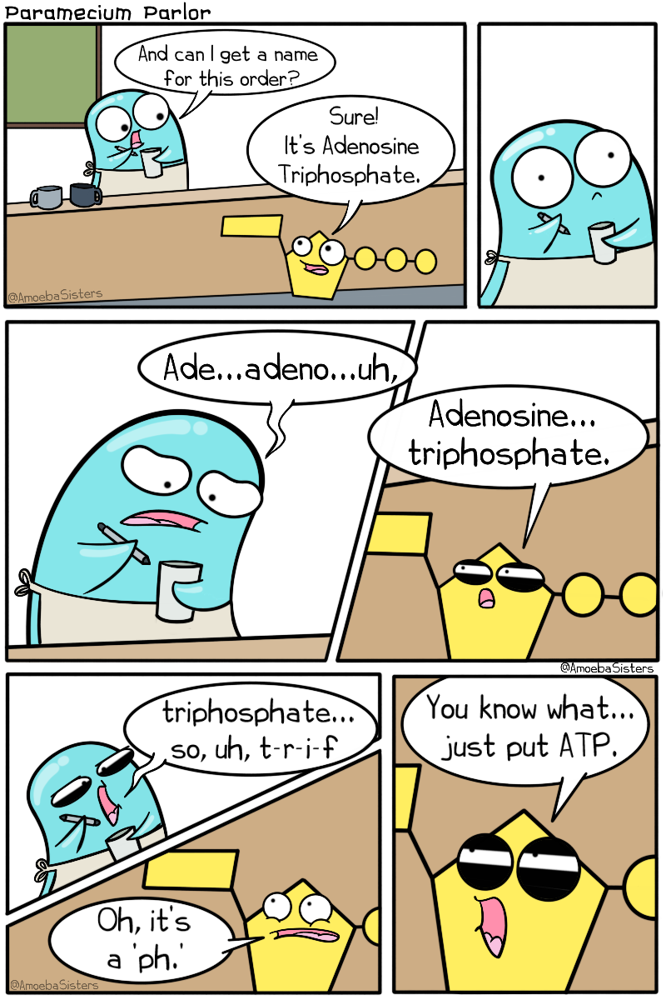 Paramecium Parlor
And can I get a name
for this order?
Sure!
It's Adenosine
Triphosphate.
@AmoebaSisters
Ade...adeno...uh,
Adenosine...
triphosphate.
@AmoebaSisters
triphosphate...
so, uh, t-r-i-f
Oh, it's
a 'ph.'
You know what...
just put ATP.
@AmoebaSisters